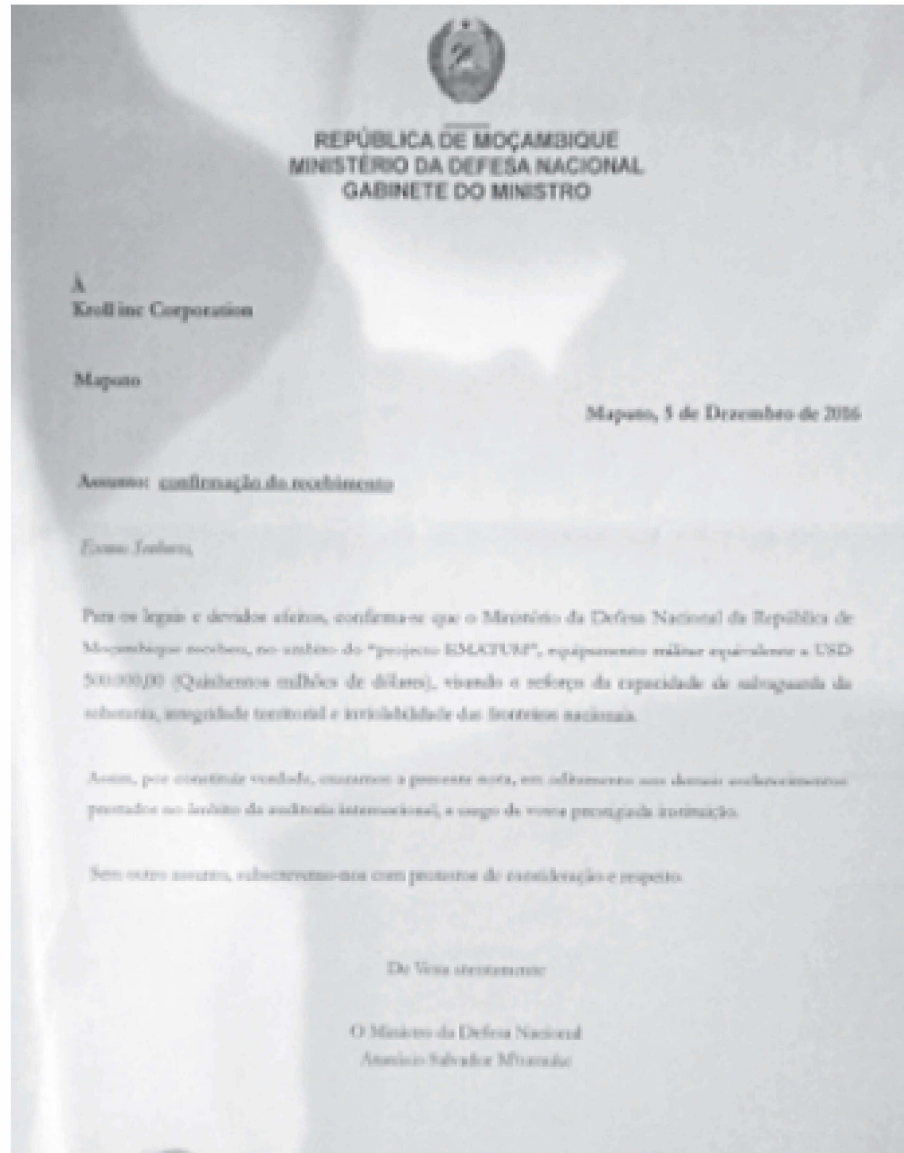 REPÚBLICA DE MOÇAMBIQUE
MINISTÉRIO DA DEFESA NACIONAL
GABINETE DO MINISTRO
À
Kroll inc Corporation
Maputo
Maputo, 5 de Dezembro de 2016
Assunto: confirmação do recebimento
Exmos Senhores,
Para os legais e devidos efeitos, confirma-se que o Ministério da Defesa Nacional da República de
Moçambique recebeu, no ambito do "projecto EMATUM", equipamento militar equivalente a USD
500.000,00 (Quinhentos milhões de dólares), visando o reforço da capacidade de salvaguarda da
soberania, integridade territorial e inviolabilidade das fronteiras nacionais.
Assim, por constituir verdade, a presente nota, em aditamento aos demais esclarecimentos
prestados no âmbito da auditoria internacional, a cargo da vossa prestigiada instituição.
Sem outro assunto, subscrevemo-nos com protestos de consideração e respeito.
De Vexa atentamente
O Ministro da Defesa Nacional
Atanásio Salvador M'tumuke